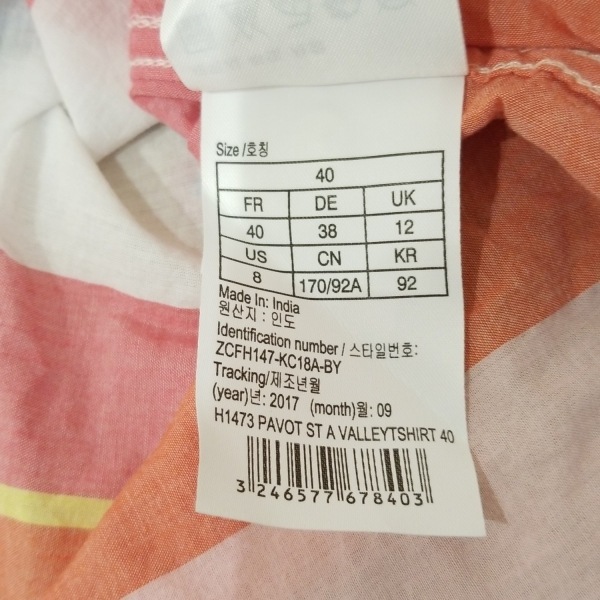 Size /호칭
40
FR DE UK
40 38 12
US CN KR
8 170/92A 92
Made In: India
원산지 : 인도
Identification number / 스타일번호:
ZCFH147-KC18A-BY
Tracking/제조년월
(year)년: 2017 (month)월: 09
H1473 PAVOT ST A VALLEYTSHIRT 40
3 246577 678403